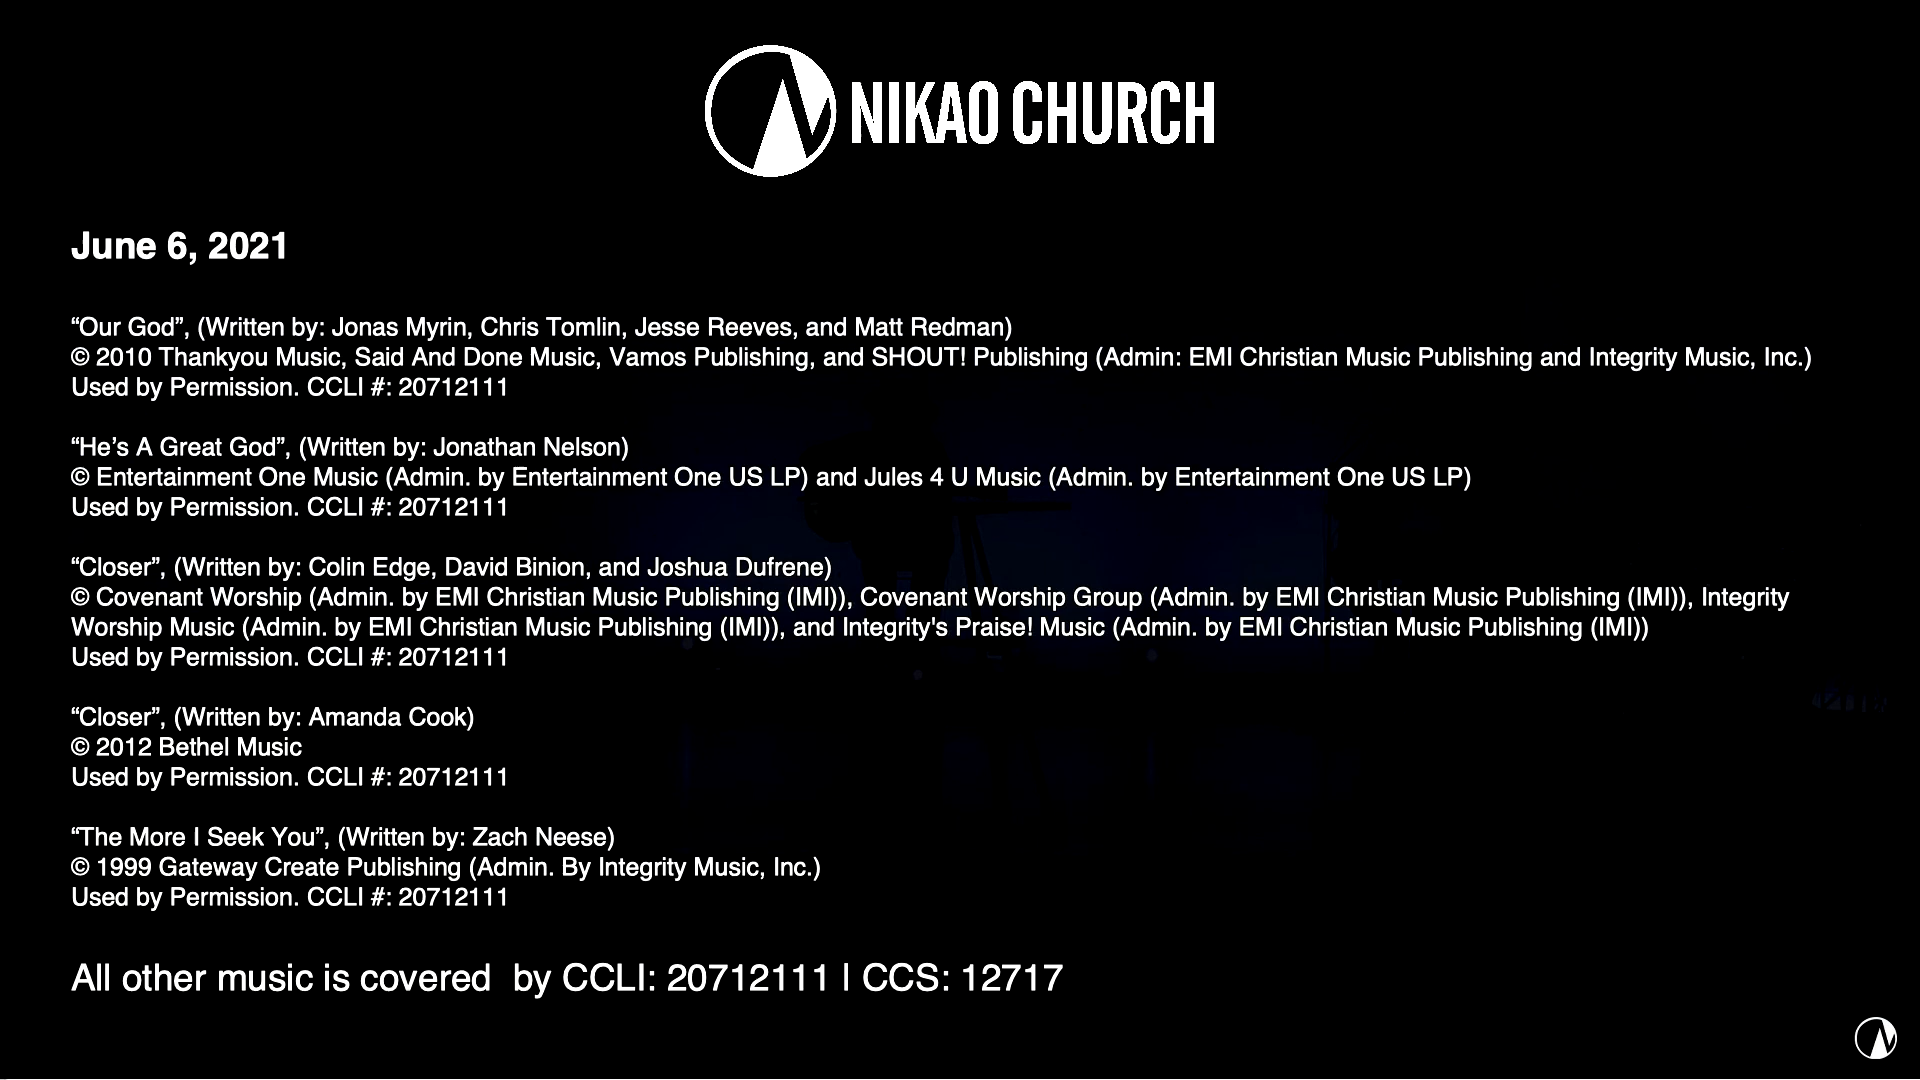 NIKAO CHURCH
June 6, 2021
“Our God”, (Written by: Jonas Myrin, Chris Tomlin, Jesse Reeves, and Matt Redman)
© 2010 Thankyou Music, Said And Done Music, Vamos Publishing, and SHOUT! Publishing (Admin: EMI Christian Music Publishing and Integrity Music, Inc.)
Used by Permission. CCLI #: 20712111
“He’s A Great God”, (Written by: Jonathan Nelson)
© Entertainment One Music (Admin. by Entertainment One US LP) and Jules 4 U Music (Admin. by Entertainment One US LP)
Used by Permission. CCLI #: 20712111
“Closer”, (Written by: Colin Edge, David Binion, and Joshua Dufrene)
© Covenant Worship (Admin. by EMI Christian Music Publishing (IMI)), Covenant Worship Group (Admin. by EMI Christian Music Publishing (IMI)), Integrity
Worship Music (Admin. by EMI Christian Music Publishing (IMI)), and Integrity's Praise! Music (Admin. by EMI Christian Music Publishing (IMI))
Used by Permission. CCLI #: 20712111
“Closer”, (Written by: Amanda Cook)
© 2012 Bethel Music
Used by Permission. CCLI #: 20712111
“The More I Seek You”, (Written by: Zach Neese)
© 1999 Gateway Create Publishing (Admin. By Integrity Music, Inc.)
Used by Permission. CCLI #: 20712111
All other music is covered  by CCLI: 20712111 | CCS: 12717